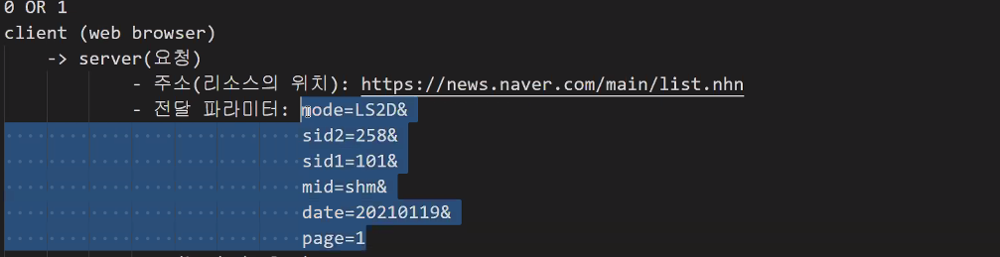 0 OR 1
client (web browser)
-> server(요청)
- 주소(리소스의 위치): https://news.naver.com/main/list.nhn
- 전달 파라미터: mode=LS2D&
sid2=258&
sid1=101&
mid=shm&
date=20210119&
page=1